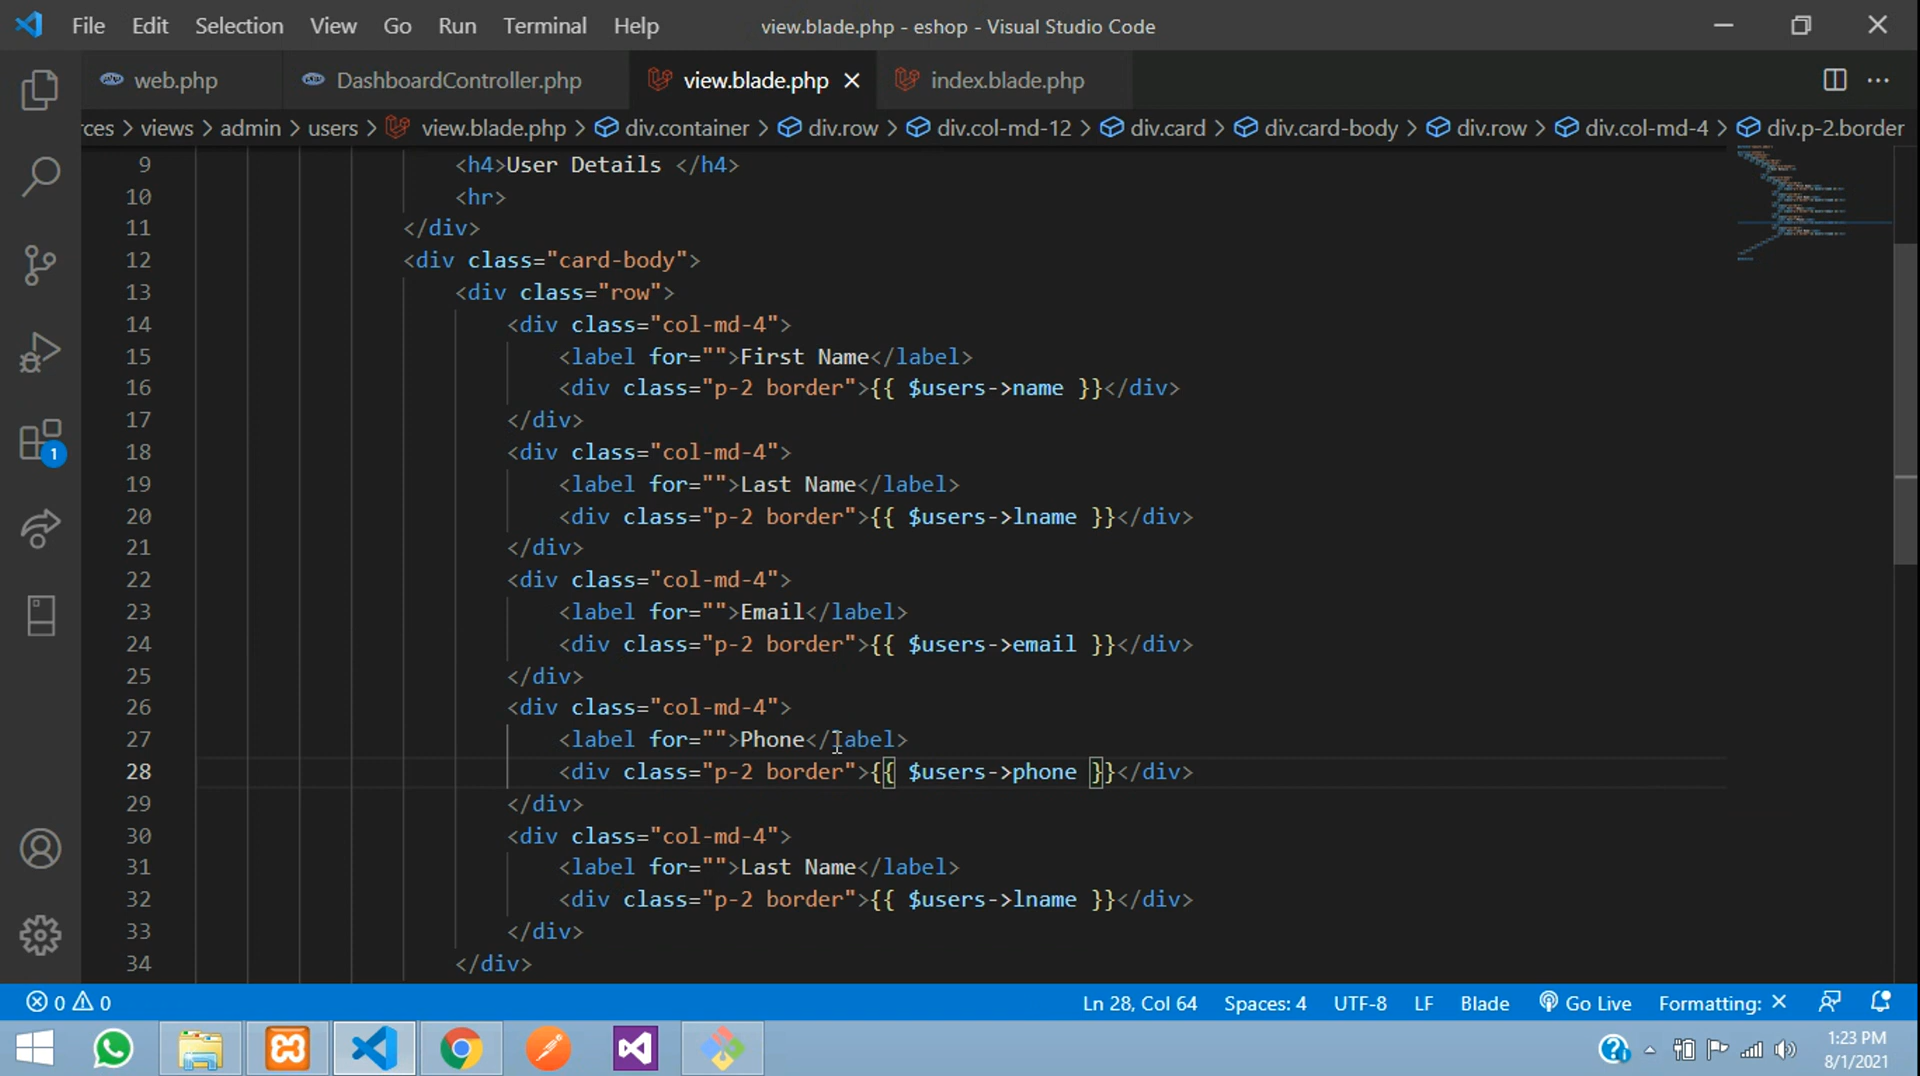 File Edit Selection View Go Run Terminal Help view.blade.php - eshop - Visual Studio Code
web.php DashboardController.php view.blade.php index.blade.php
rces > views > admin > users > view.blade.php > div.container > div.row > div.col-md-12 > div.card > div.card-body > div.row > div.col-md-4 > div.p-2.border
9 <h4>User Details </h4>
10 <hr>
11 </div>
12 <div class="card-body">
13 <div class="row">
14 <div class="col-md-4">
15 <label for="">First Name</label>
16 <div class="p-2 border">{{ $users->name }}</div>
17 </div>
18 <div class="col-md-4">
19 <label for="">Last Name</label>
20 <div class="p-2 border">{{ $users->lname }}</div>
21 </div>
22 <div class="col-md-4">
23 <label for="">Email</label>
24 <div class="p-2 border">{{ $users->email }}</div>
25 </div>
26 <div class="col-md-4">
27 <label for="">Phone</label>
28 <div class="p-2 border">{{ $users->phone }}</div>
29 </div>
30 <div class="col-md-4">
31 <label for="">Last Name</label>
32 <div class="p-2 border">{{ $users->lname }}</div>
33 </div>
34 </div>
1
0 0 Ln 28, Col 64 Spaces: 4 UTF-8 LF Blade Go Live Formatting: ×
1:23 PM
8/1/2021